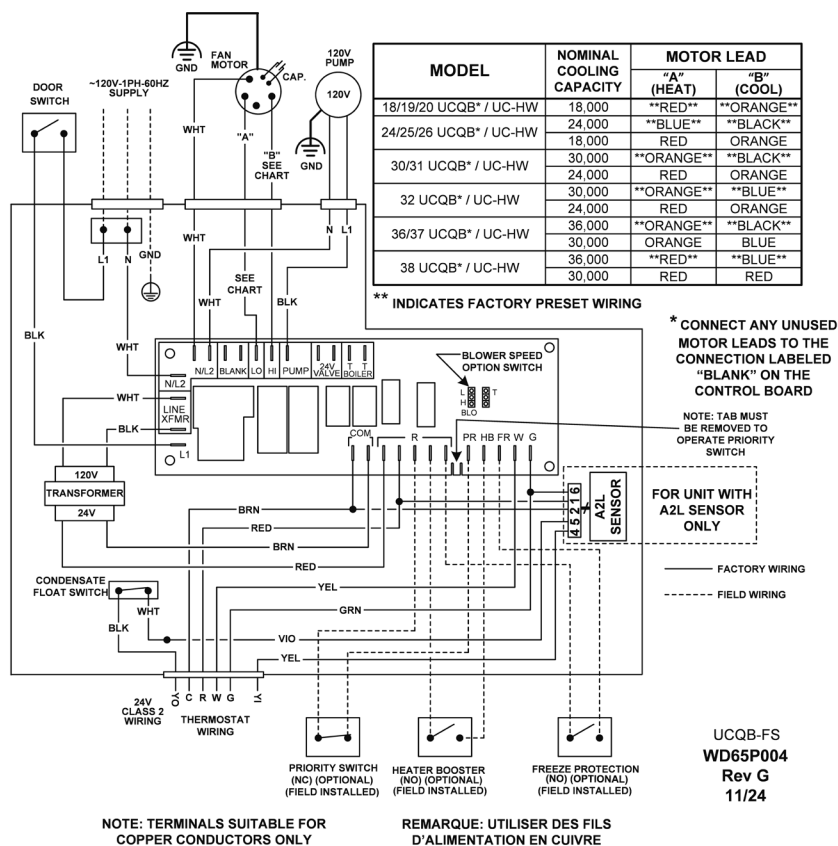 GND
FAN
MOTOR
CAP.
120V
PUMP
120V
GND
DOOR
SWITCH
~120V-1PH-60HZ
SUPPLY
WHT
"A"
"B"
SEE
CHART
MODEL
NOMINAL
COOLING
CAPACITY
MOTOR LEAD
"A"
(HEAT)
"B"
(COOL)
18/19/20 UCQB* / UC-HW 18,000 **RED** **ORANGE**
24/25/26 UCQB* / UC-HW 24,000 **BLUE** **BLACK**
18,000 RED ORANGE
30/31 UCQB* / UC-HW 30,000 **ORANGE** **BLACK**
24,000 RED ORANGE
32 UCQB* / UC-HW 30,000 **ORANGE** **BLUE**
24,000 RED ORANGE
36/37 UCQB* / UC-HW 36,000 **ORANGE** **BLACK**
30,000 ORANGE BLUE
38 UCQB* / UC-HW 36,000 **RED** **BLUE**
30,000 RED RED
** INDICATES FACTORY PRESET WIRING
* CONNECT ANY UNUSED
MOTOR LEADS TO THE
CONNECTION LABELED
"BLANK" ON THE
CONTROL BOARD
L1 N GND
WHT
N L1
SEE
CHART
WHT
BLK
BLK
WHT
N/L2 BLANK LO HI PUMP 24V VALVE T T BOILER
BLOWER SPEED
OPTION SWITCH
L
H
T
BLO
NOTE: TAB MUST
BE REMOVED TO
OPERATE PRIORITY
SWITCH
N/L2
LINE
XFMR
L1
WHT
BLK
COM R PR HB FR W G
120V
TRANSFORMER
24V
BRN
RED
BRN
RED
YEL
GRN
VIO
YEL
4 5 2 1 6
A2L
SENSOR
FOR UNIT WITH
A2L SENSOR
ONLY
FACTORY WIRING
FIELD WIRING
CONDENSATE
FLOAT SWITCH
WHT
BLK
YO C R W G YI
24V
CLASS 2
WIRING
THERMOSTAT
WIRING
PRIORITY SWITCH
(NC) (OPTIONAL)
(FIELD INSTALLED)
HEATER BOOSTER
(NO) (OPTIONAL)
(FIELD INSTALLED)
FREEZE PROTECTION
(NO) (OPTIONAL)
(FIELD INSTALLED)
UCQB-FS
WD65P004
Rev G
11/24
NOTE: TERMINALS SUITABLE FOR
COPPER CONDUCTORS ONLY
REMARQUE: UTILISER DES FILS
D'ALIMENTATION EN CUIVRE